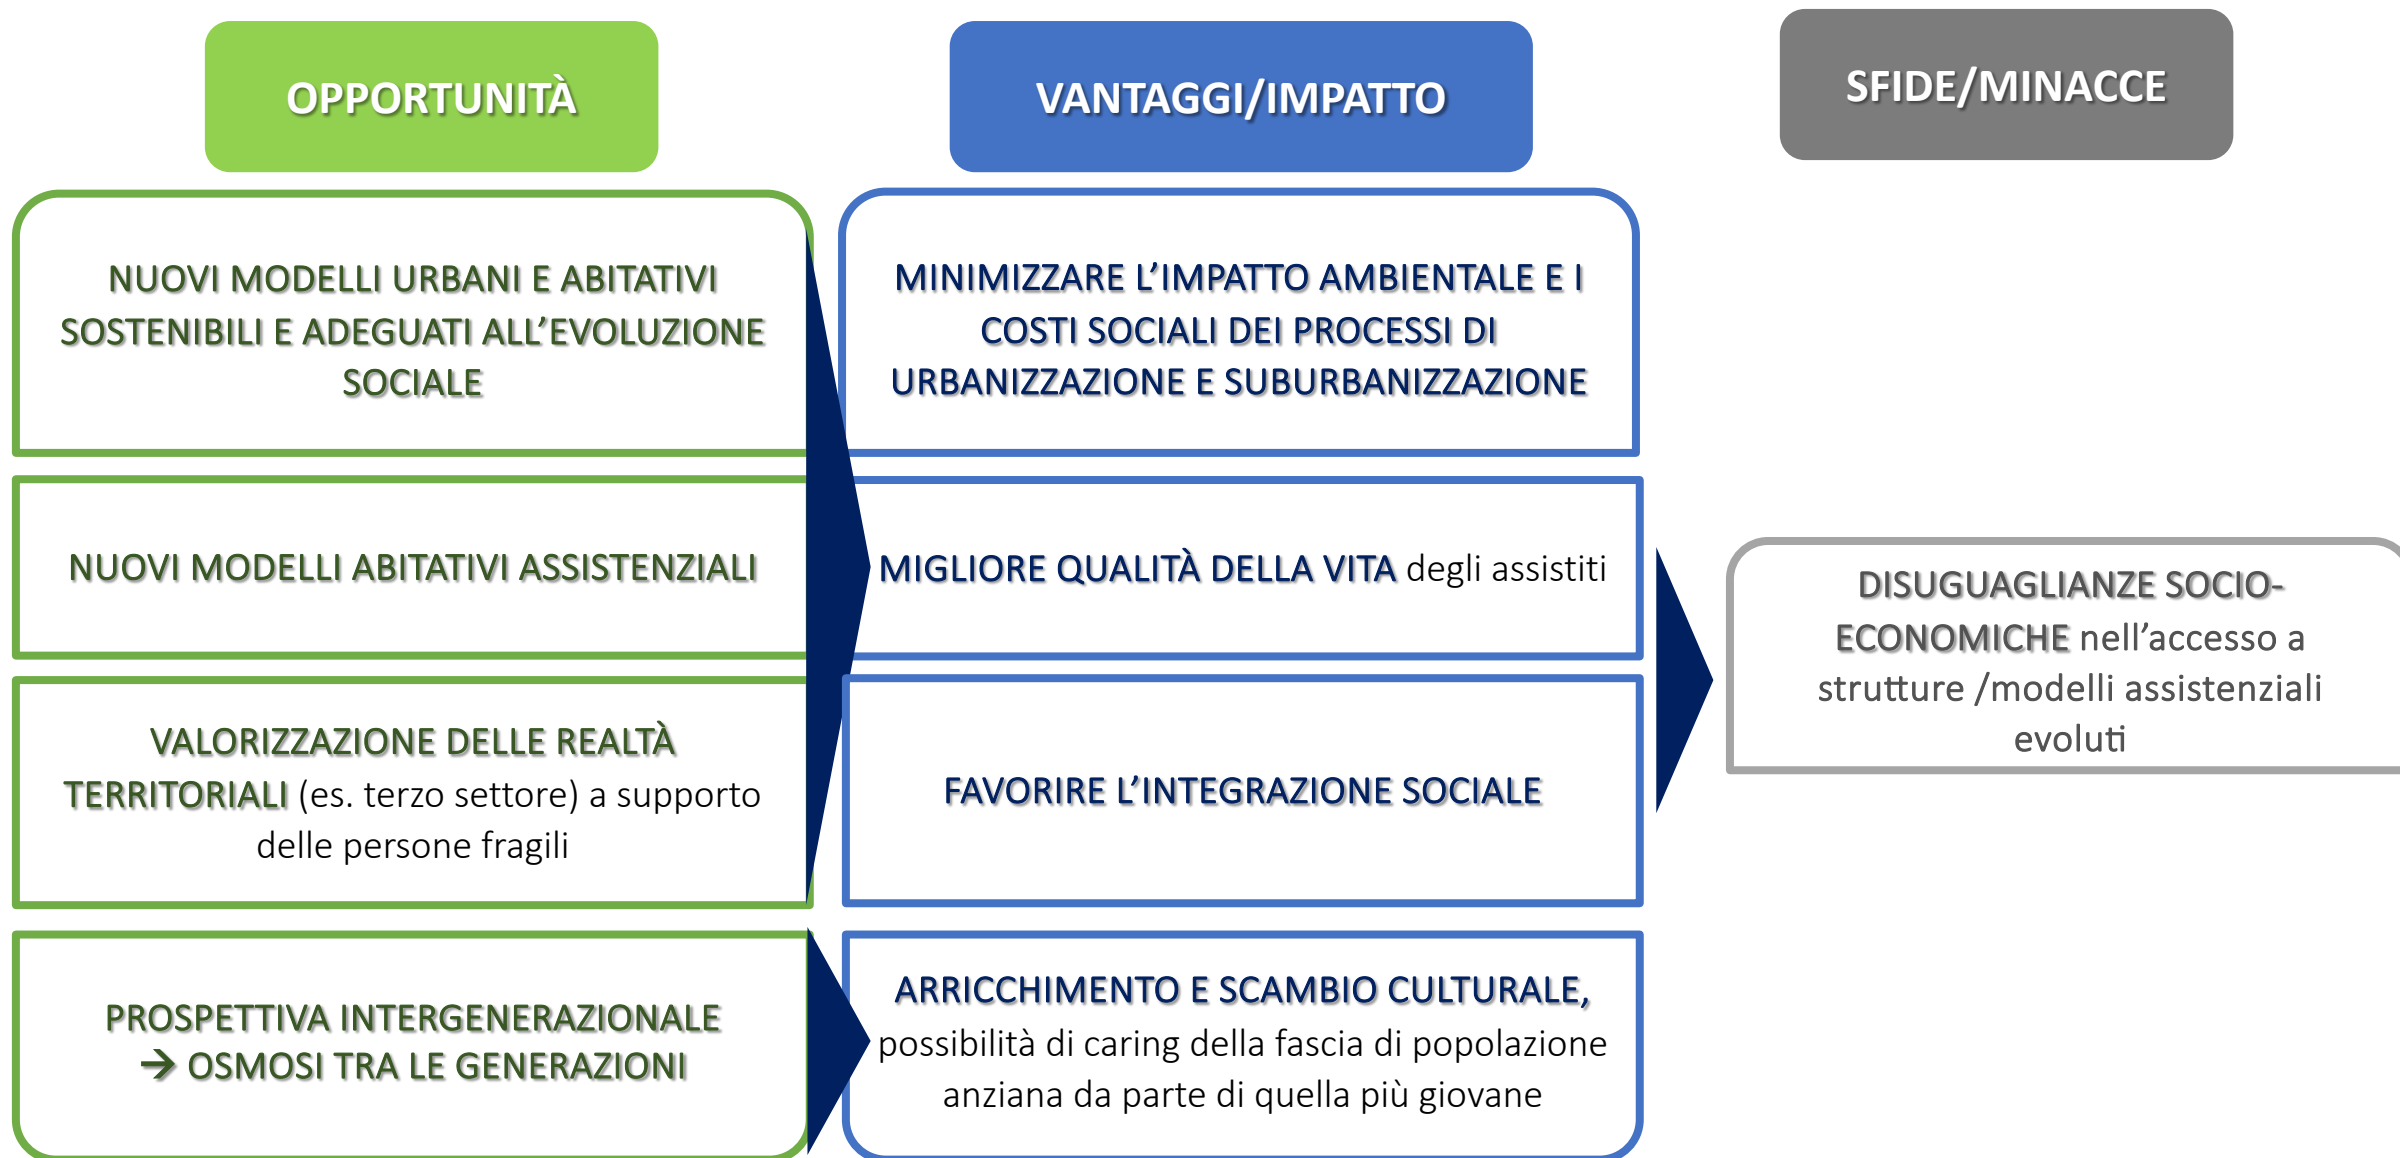 OPPORTUNITÀ
VANTAGGI/IMPATTO
SFIDE/MINACCE
NUOVI MODELLI URBANI E ABITATIVI
SOSTENIBILI E ADEGUATI ALL’EVOLUZIONE
SOCIALE
MINIMIZZARE L’IMPATTO AMBIENTALE E I
COSTI SOCIALI DEI PROCESSI DI
URBANIZZAZIONE E SUBURBANIZZAZIONE
NUOVI MODELLI ABITATIVI ASSISTENZIALI
MIGLIORE QUALITÀ DELLA VITA degli assistiti
DISUGUAGLIANZE SOCIO-
ECONOMICHE nell’accesso a
strutture /modelli assistenziali
evoluti
VALORIZZAZIONE DELLE REALTÀ
TERRITORIALI (es. terzo settore) a supporto
delle persone fragili
FAVORIRE L’INTEGRAZIONE SOCIALE
PROSPETTIVA INTERGENERAZIONALE
→ OSMOSI TRA LE GENERAZIONI
ARRICCHIMENTO E SCAMBIO CULTURALE,
possibilità di caring della fascia di popolazione
anziana da parte di quella più giovane